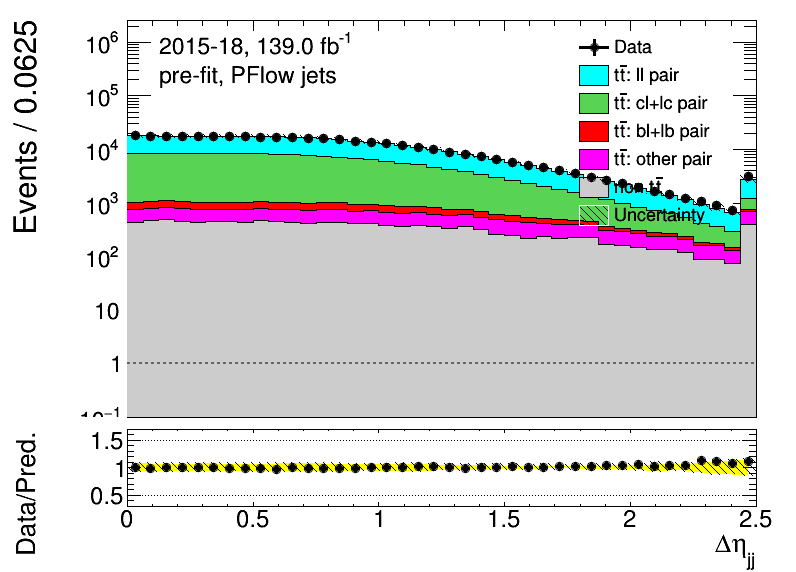 Events / 0.0625
10⁶
10⁵
10⁴
10³
10²
10
1
10⁻¹
2015-18, 139.0 fb⁻¹
pre-fit, PFlow jets
Data
tt̄: ll pair
tt̄: cl+lc pair
tt̄: bl+lb pair
tt̄: other pair
non tt̄
Uncertainty
Data/Pred.
1.5
1
0.5
0 0.5 1 1.5 2 2.5
Δη_jj